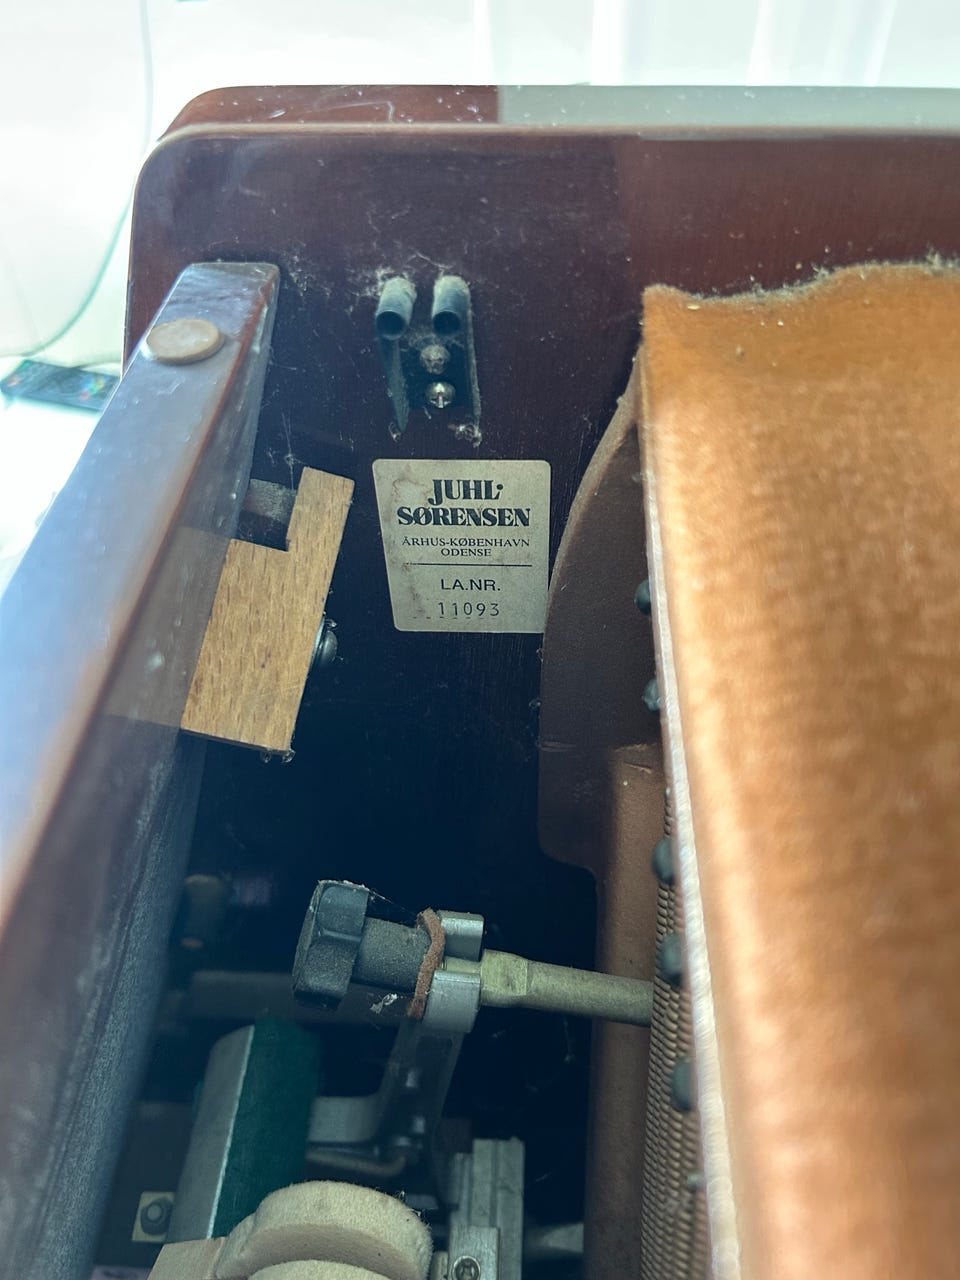 JUHL-
SØRENSEN
ÅRHUS-KØBENHAVN
ODENSE
LA.NR.
11093